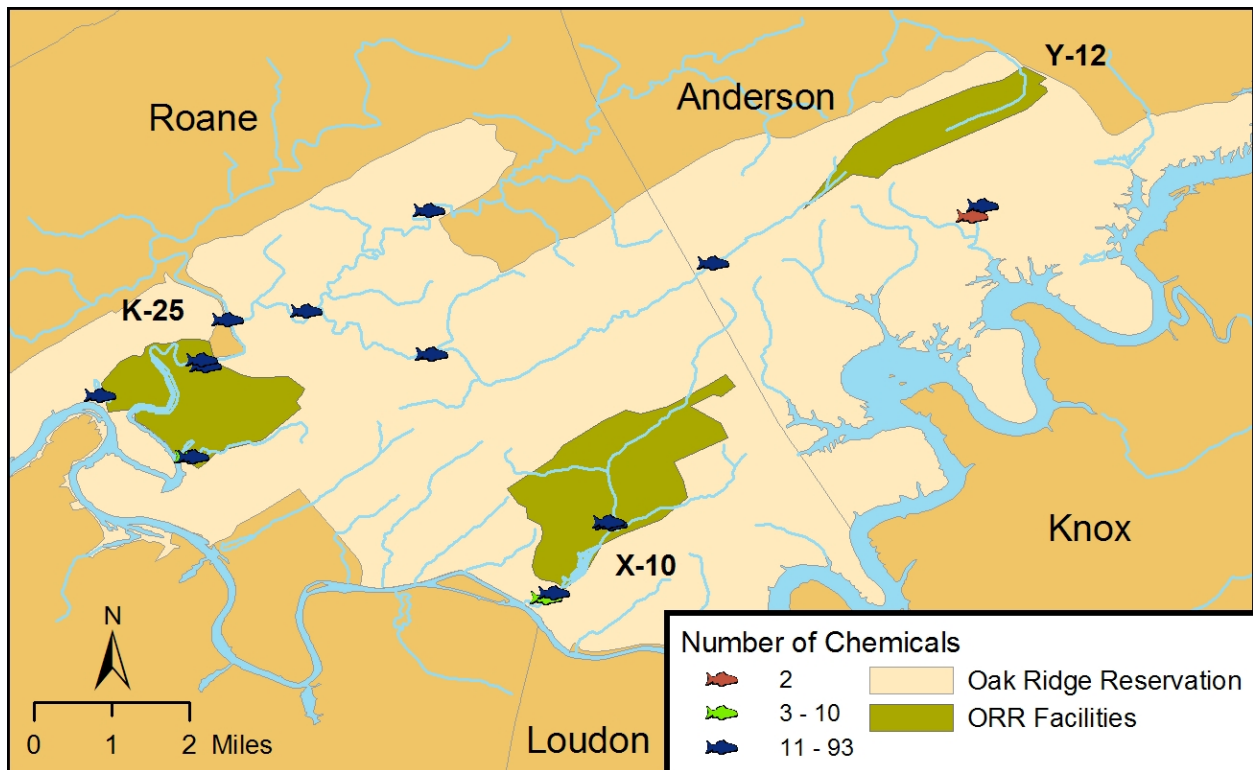 Y-12
Anderson
Roane
K-25
Knox
X-10
N
0 1 2 Miles
Loudon
Number of Chemicals
2
3 - 10
11 - 93
Oak Ridge Reservation
ORR Facilities